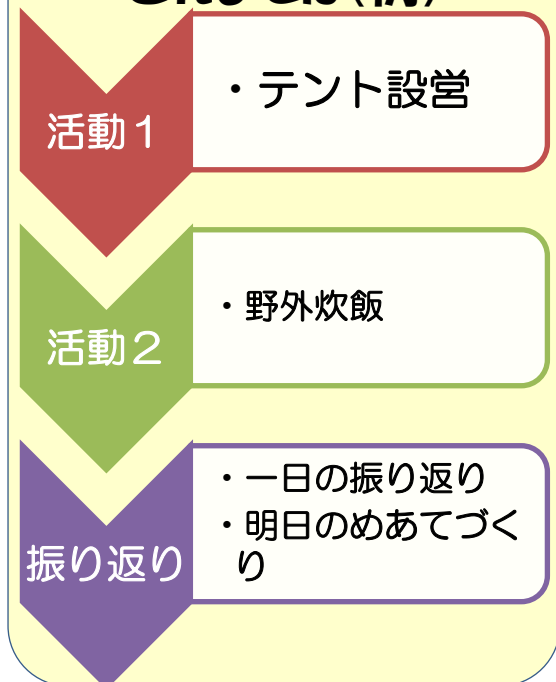 活動１
・テント設営
活動２
・野外炊飯
振り返り
・一日の振り返り
・明日のめあてづく
り